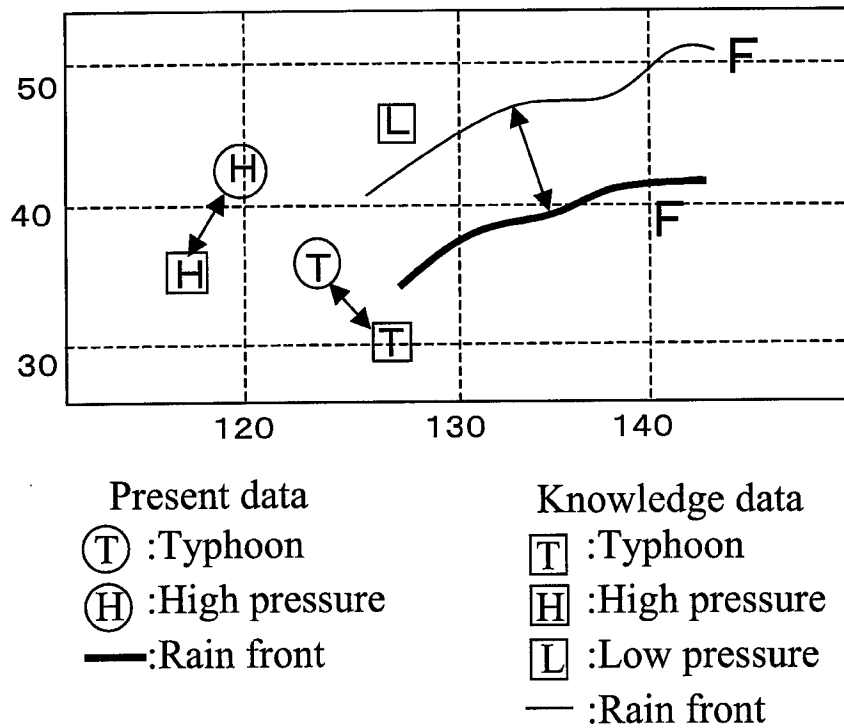 F
50
L
H
40
F
T
H
T
30
120 130 140
Present data
T :Typhoon
H :High pressure
:Rain front
Knowledge data
T :Typhoon
H :High pressure
L :Low pressure
:Rain front